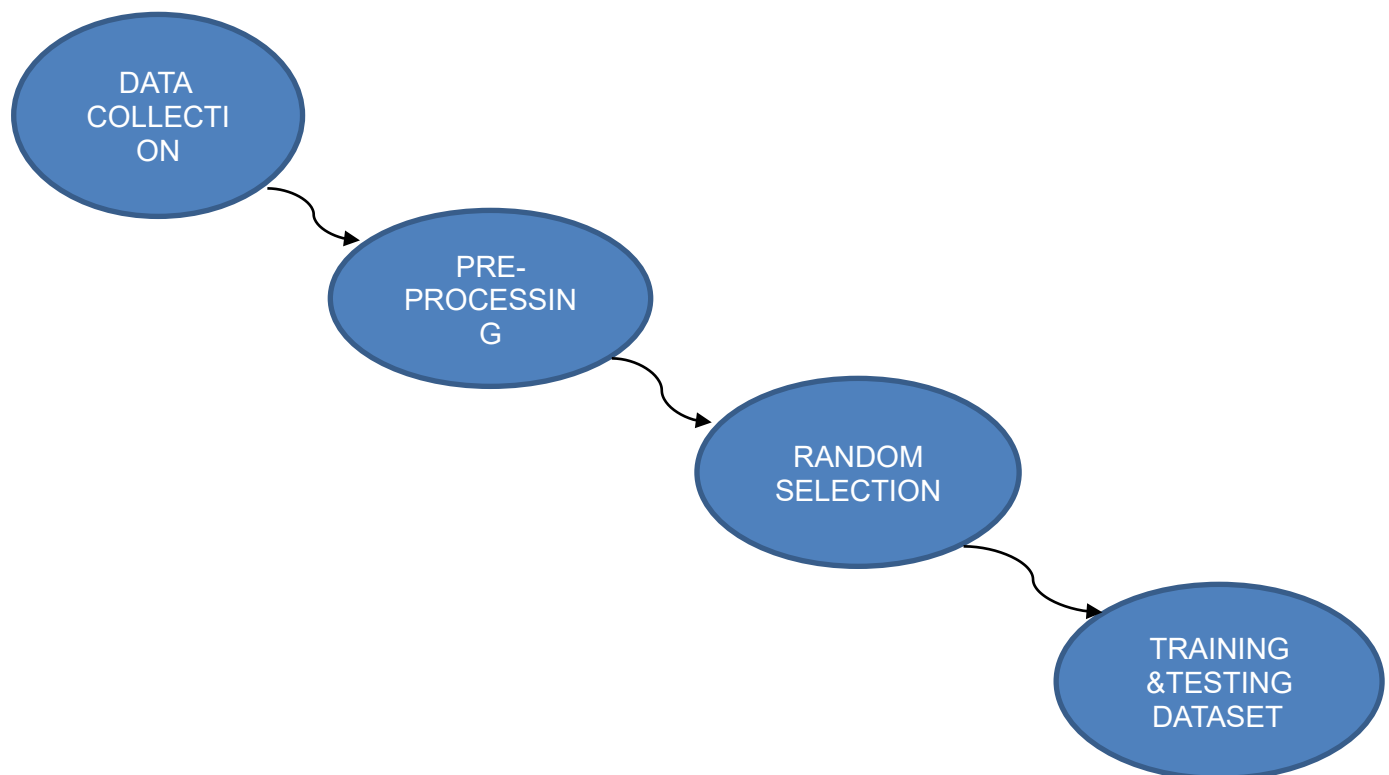 DATA
COLLECTI
ON
PRE-
PROCESSIN
G
RANDOM
SELECTION
TRAINING
&TESTING
DATASET